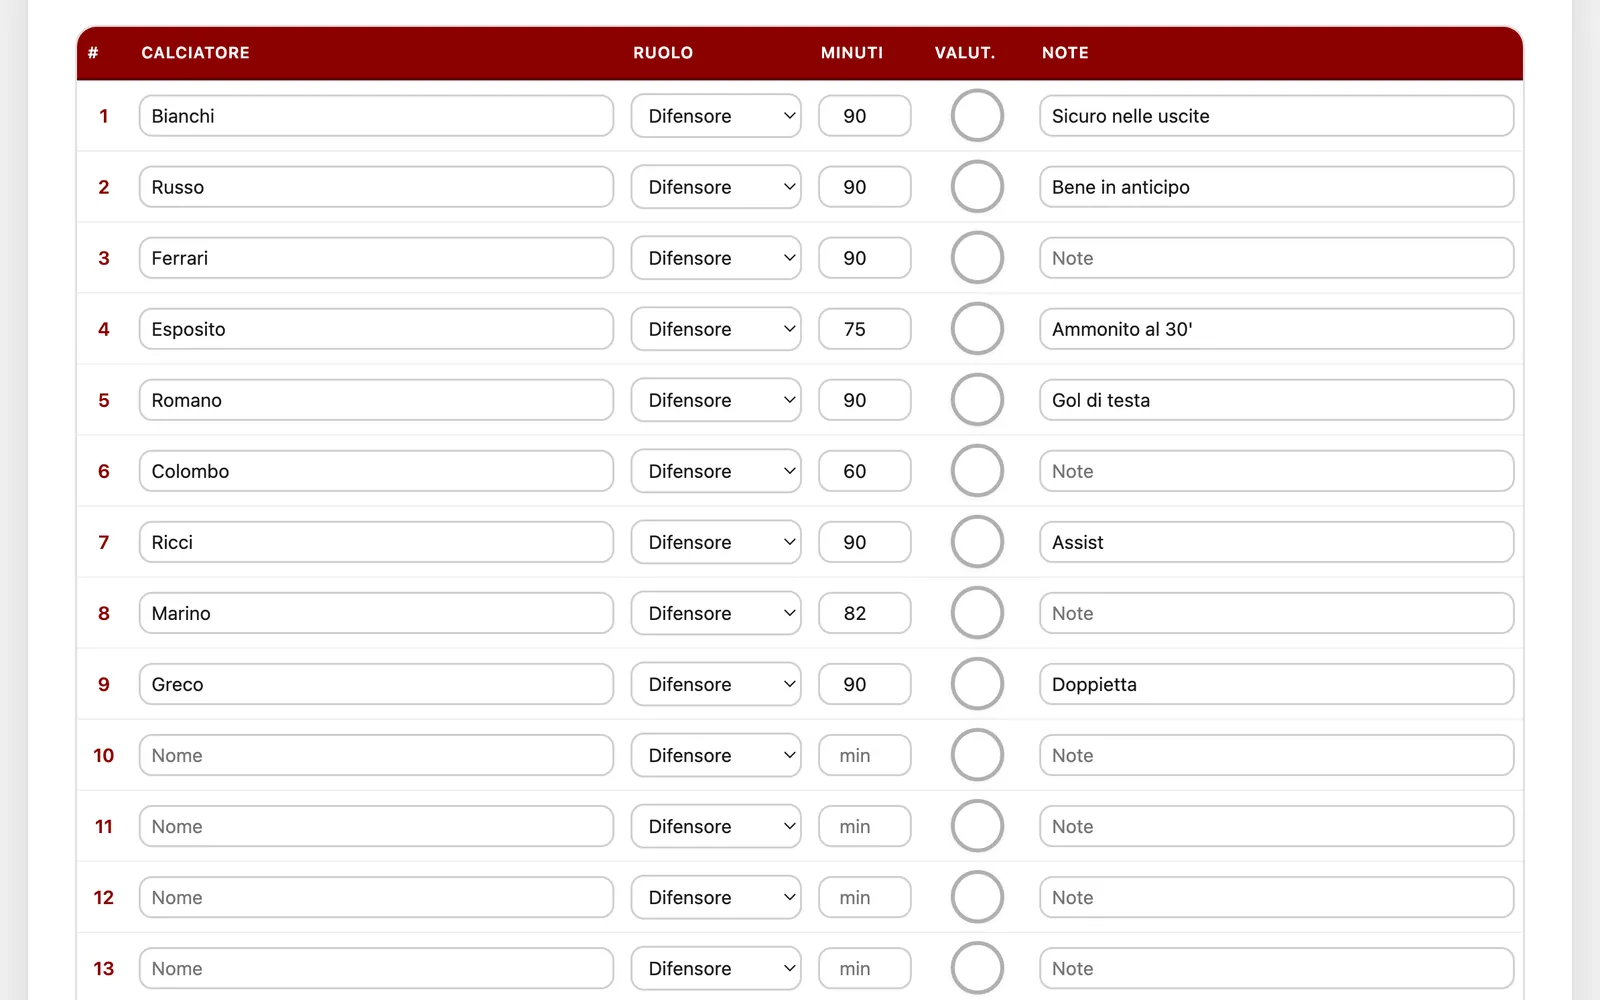 # CALCIATORE RUOLO MINUTI VALUT. NOTE
1 Bianchi Difensore 90 Sicuro nelle uscite
2 Russo Difensore 90 Bene in anticipo
3 Ferrari Difensore 90 Note
4 Esposito Difensore 75 Ammonito al 30'
5 Romano Difensore 90 Gol di testa
6 Colombo Difensore 60 Note
7 Ricci Difensore 90 Assist
8 Marino Difensore 82 Note
9 Greco Difensore 90 Doppietta
10 Nome Difensore min Note
11 Nome Difensore min Note
12 Nome Difensore min Note
13 Nome Difensore min Note